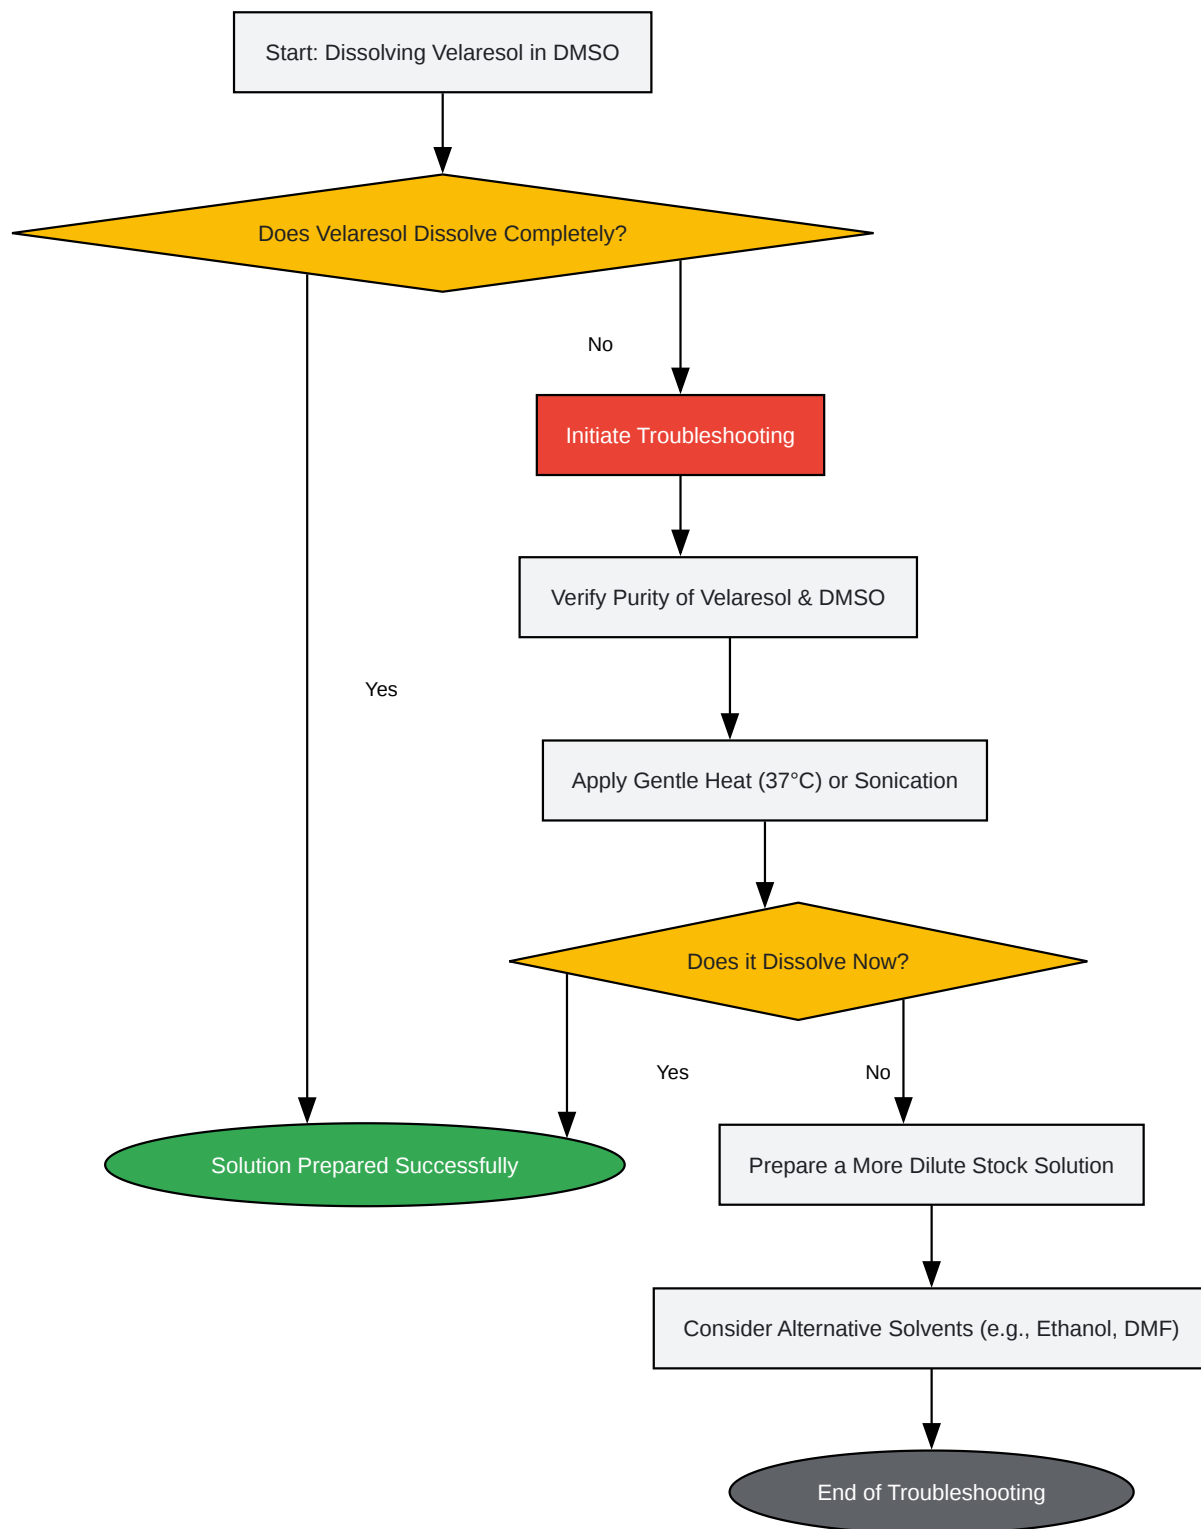 Start: Dissolving Velaresol in DMSO
Does Velaresol Dissolve Completely?
No
Initiate Troubleshooting
Verify Purity of Velaresol & DMSO
Yes
Apply Gentle Heat (37°C) or Sonication
Does it Dissolve Now?
Yes
No
Solution Prepared Successfully
Prepare a More Dilute Stock Solution
Consider Alternative Solvents (e.g., Ethanol, DMF)
End of Troubleshooting